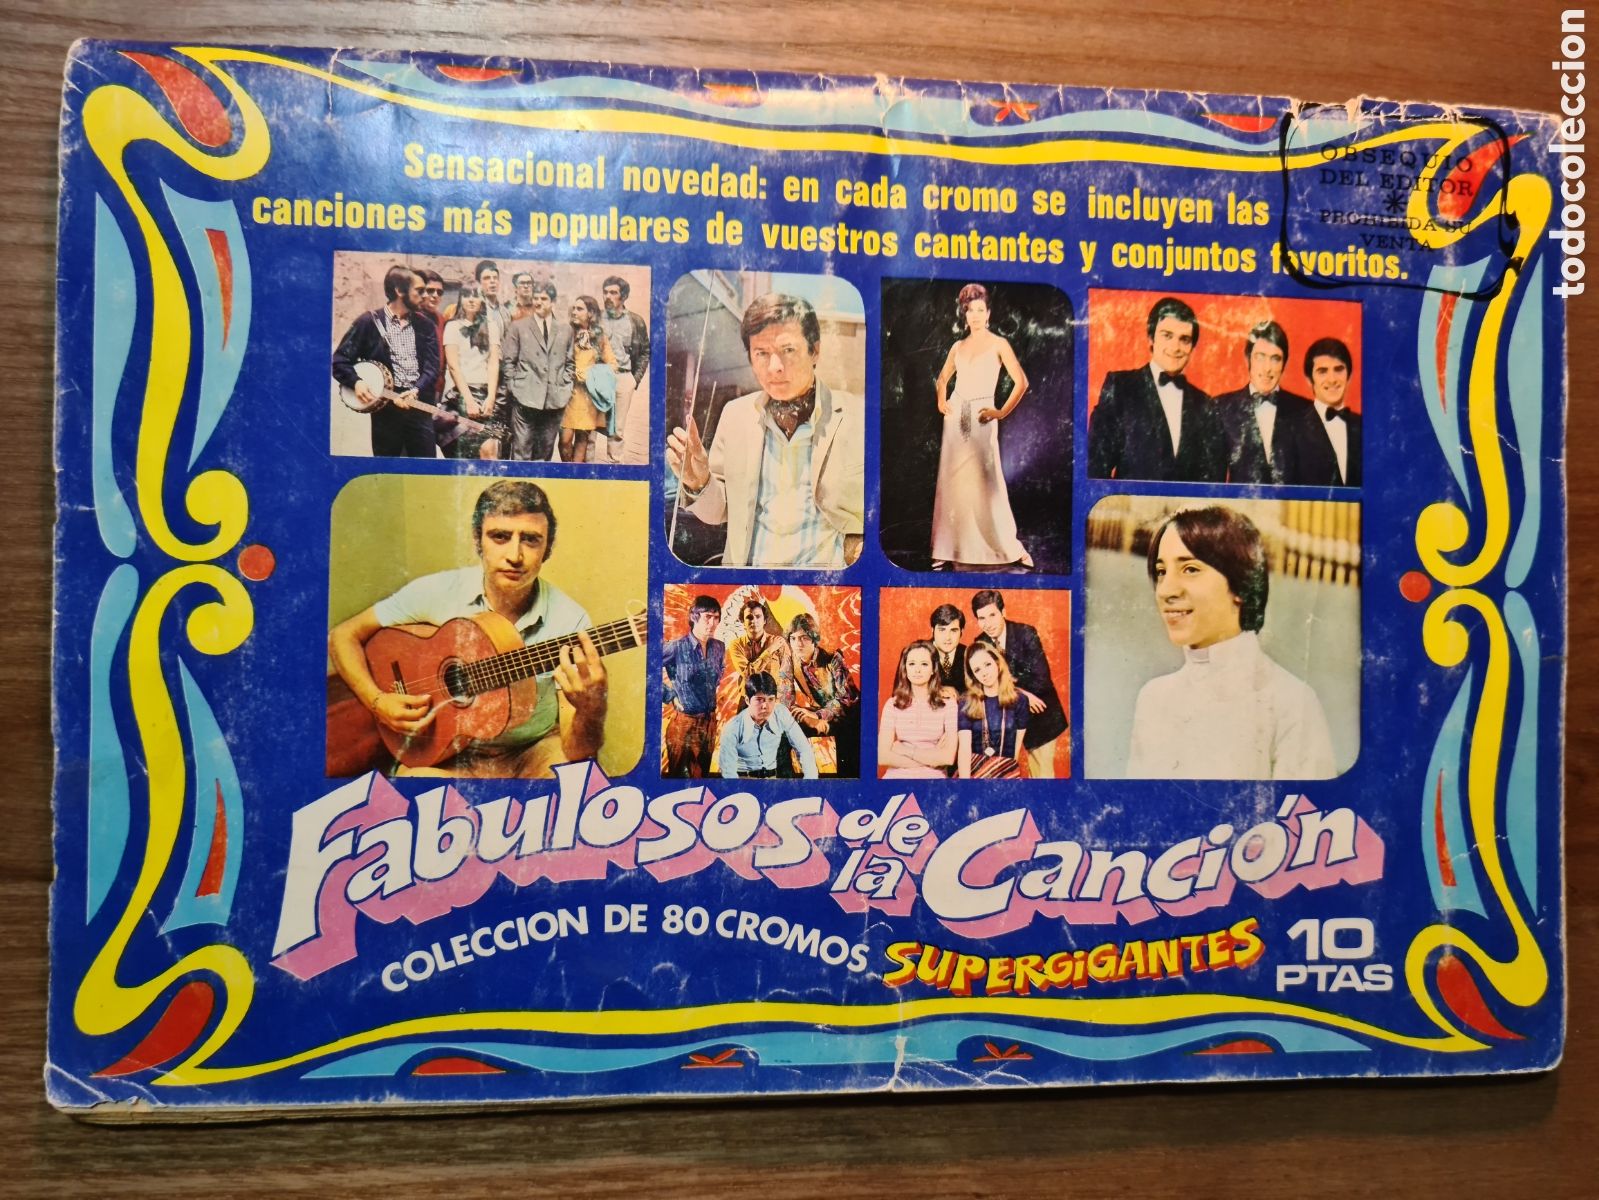 Sensacional novedad: en cada cromo se incluyen las
canciones más populares de vuestros cantantes y conjuntos favoritos.
OBSEQUIO
DEL EDITOR
PROHIBIDA SU
VENTA
Fabulosos de la Canción
COLECCION DE 80 CROMOS SUPERGIGANTES 10 PTAS
todocoleccion